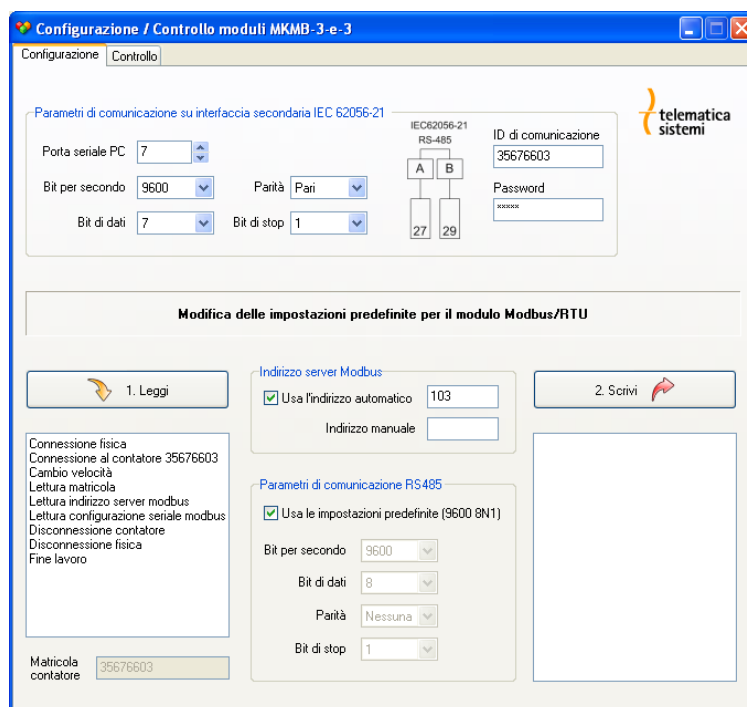 Configurazione / Controllo moduli MKMB-3-e-3
Configurazione Controllo
Parametri di comunicazione su interfaccia secondaria IEC 62056-21
telematica
sistemi
Porta seriale PC 7
Bit per secondo 9600 Parità Pari
Bit di dati 7 Bit di stop 1
IEC62056-21
RS-485
A B
27 29
ID di comunicazione
35676603
Password
xxxxx
Modifica delle impostazioni predefinite per il modulo Modbus/RTU
1. Leggi
Connessione fisica
Connessione al contatore 35676603
Cambio velocità
Lettura matricola
Lettura indirizzo server modbus
Lettura configurazione seriale modbus
Disconnessione contatore
Disconnessione fisica
Fine lavoro
Matricola
contatore 35676603
Indirizzo server Modbus
Usa l'indirizzo automatico 103
Indirizzo manuale
Parametri di comunicazione RS485
Usa le impostazioni predefinite (9600 8N1)
Bit per secondo 9600
Bit di dati 8
Parità Nessuna
Bit di stop 1
2. Scrivi